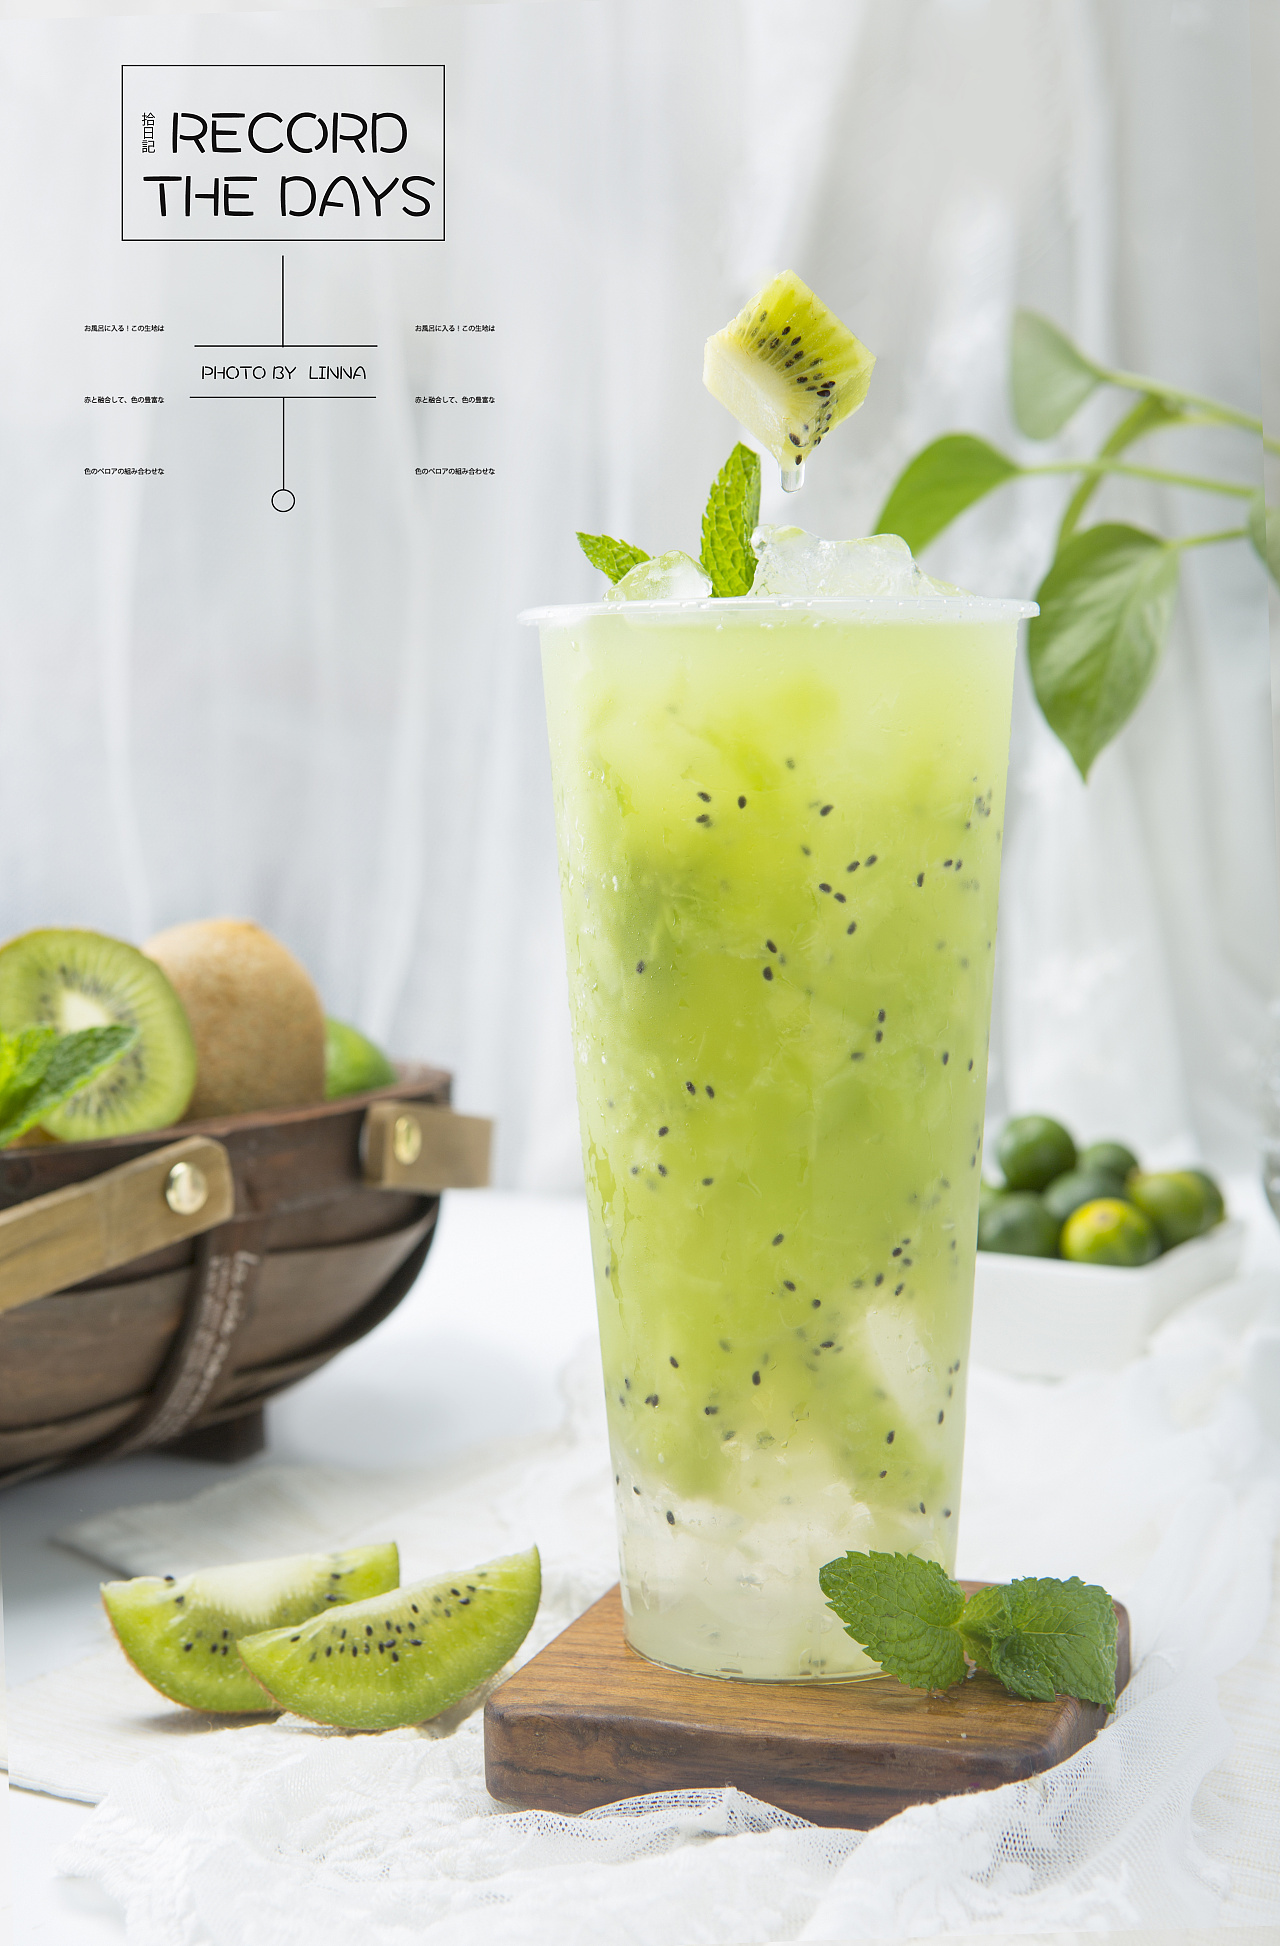 拾日記
RECORD
THE DAYS
お風呂に入る！この生地は
お風呂に入る！この生地は
PHOTO BY LINNA
赤と融合して、色の豊富な
赤と融合して、色の豊富な
色のベロアの組み合わせな
色のベロアの組み合わせな